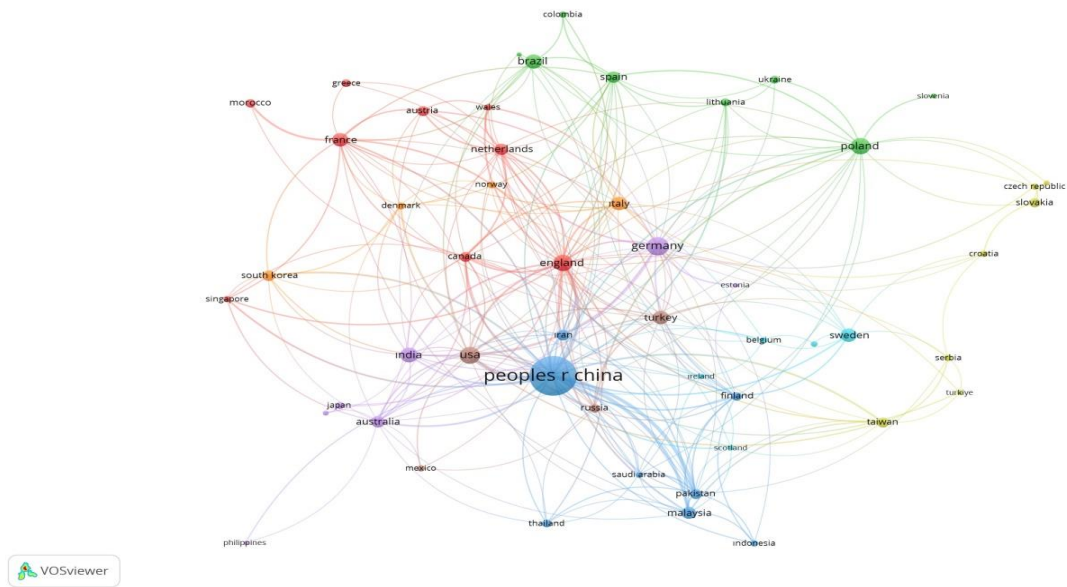 colombia
brazil
spain
ukraine
greece
slovenia
morocco
austria
wales
lithuania
france
netherlands
poland
norway
czech republic
denmark
italy
slovakia
germany
canada
england
croatia
south korea
estonia
singapore
turkey
iran
belgium
sweden
india
usa
serbia
peoples r china
ireland
turkiye
finland
japan
russia
australia
taiwan
scotland
mexico
saudi arabia
pakistan
malaysia
thailand
philippines
indonesia
VOSviewer